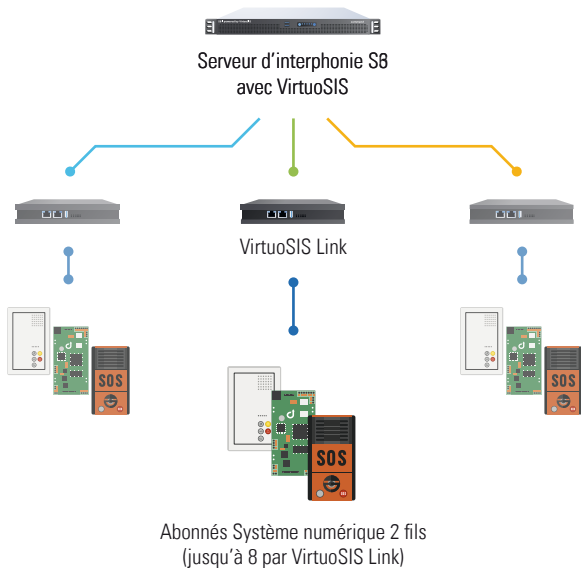 Serveur d'interphonie S8
avec VirtuoSIS
VirtuoSIS Link
SOS
SOS
SOS
Abonnés Système numérique 2 fils
(jusqu'à 8 par VirtuoSIS Link)